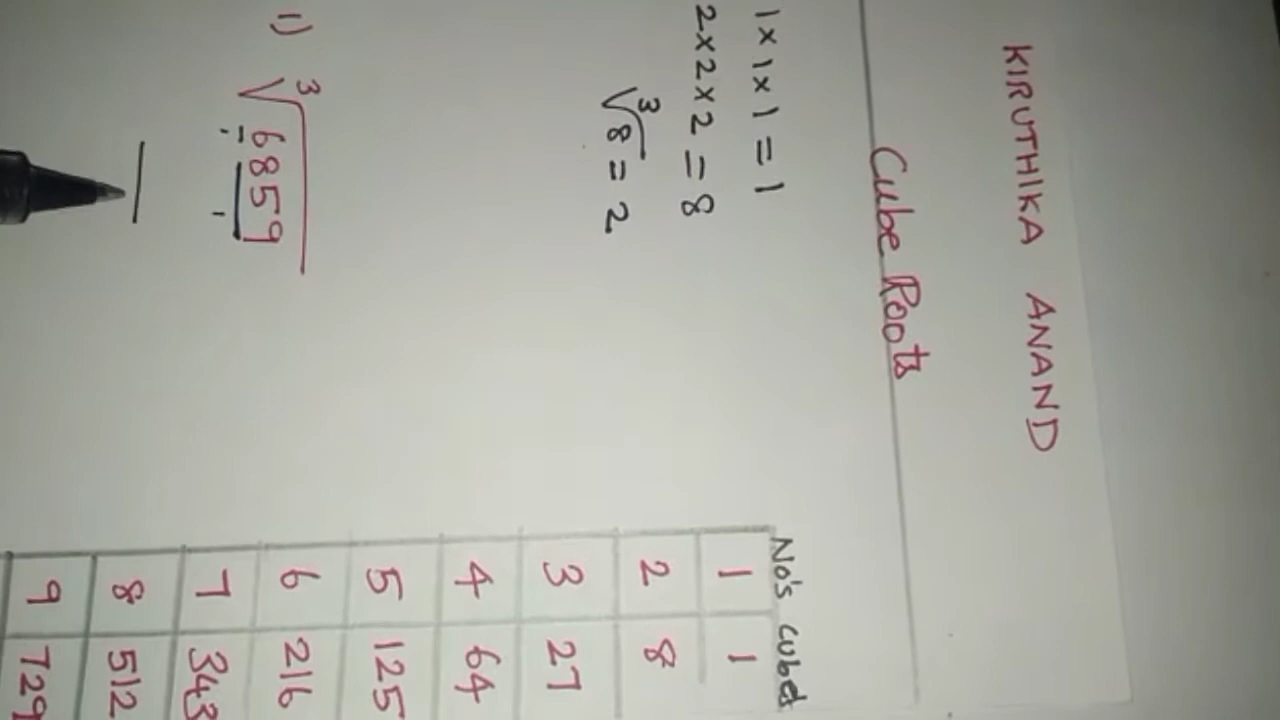 KIRUTHIKA ANAND
Cube Roots
1 x 1 x 1 = 1
2 x 2 x 2 = 8
∛8 = 2
1) ∛6859
No's cubes
1 1
2 8
3 27
4 64
5 125
6 216
7 343
8 512
9 729